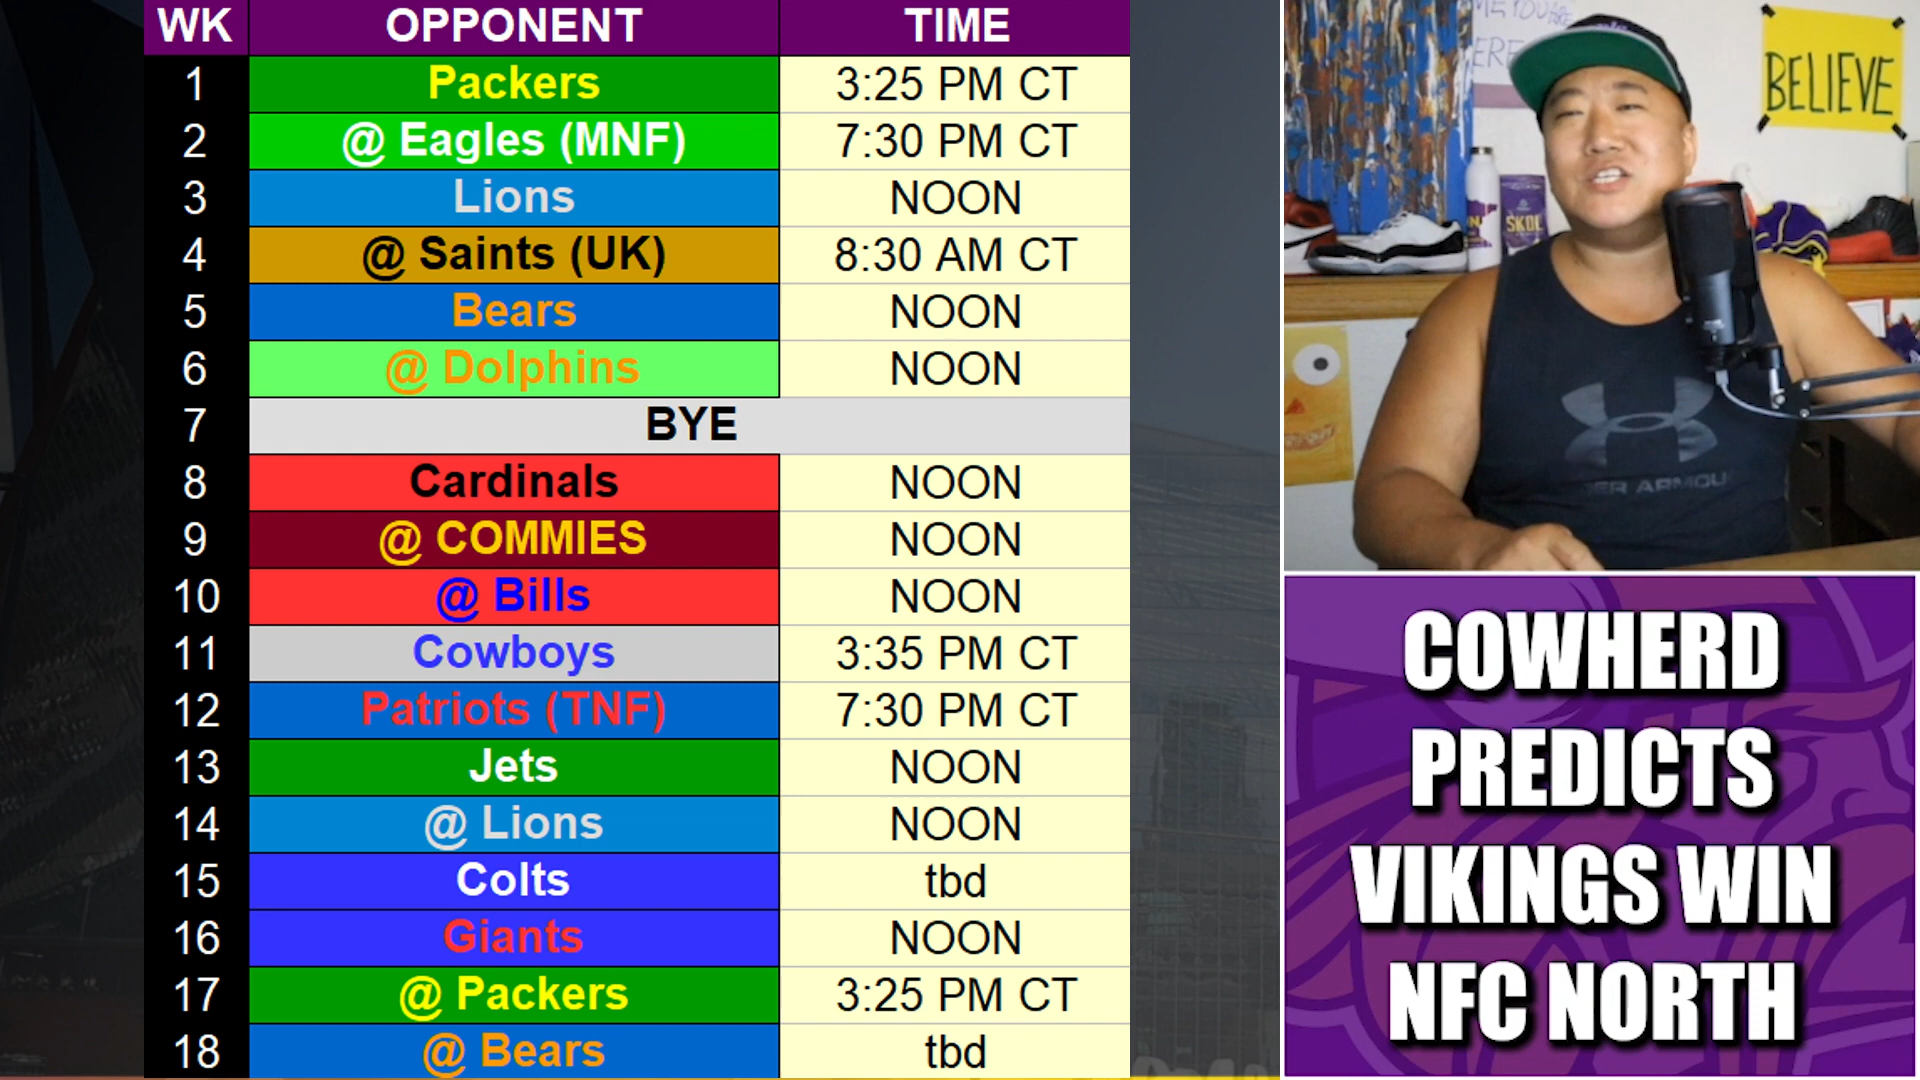 WK OPPONENT TIME
1 Packers 3:25 PM CT
2 @ Eagles (MNF) 7:30 PM CT
3 Lions NOON
4 @ Saints (UK) 8:30 AM CT
5 Bears NOON
6 @ Dolphins NOON
7 BYE
8 Cardinals NOON
9 @ COMMIES NOON
10 @ Bills NOON
11 Cowboys 3:35 PM CT
12 Patriots (TNF) 7:30 PM CT
13 Jets NOON
14 @ Lions NOON
15 Colts tbd
16 Giants NOON
17 @ Packers 3:25 PM CT
18 @ Bears tbd
BELIEVE
SKOL
COWHERD
PREDICTS
VIKINGS WIN
NFC NORTH